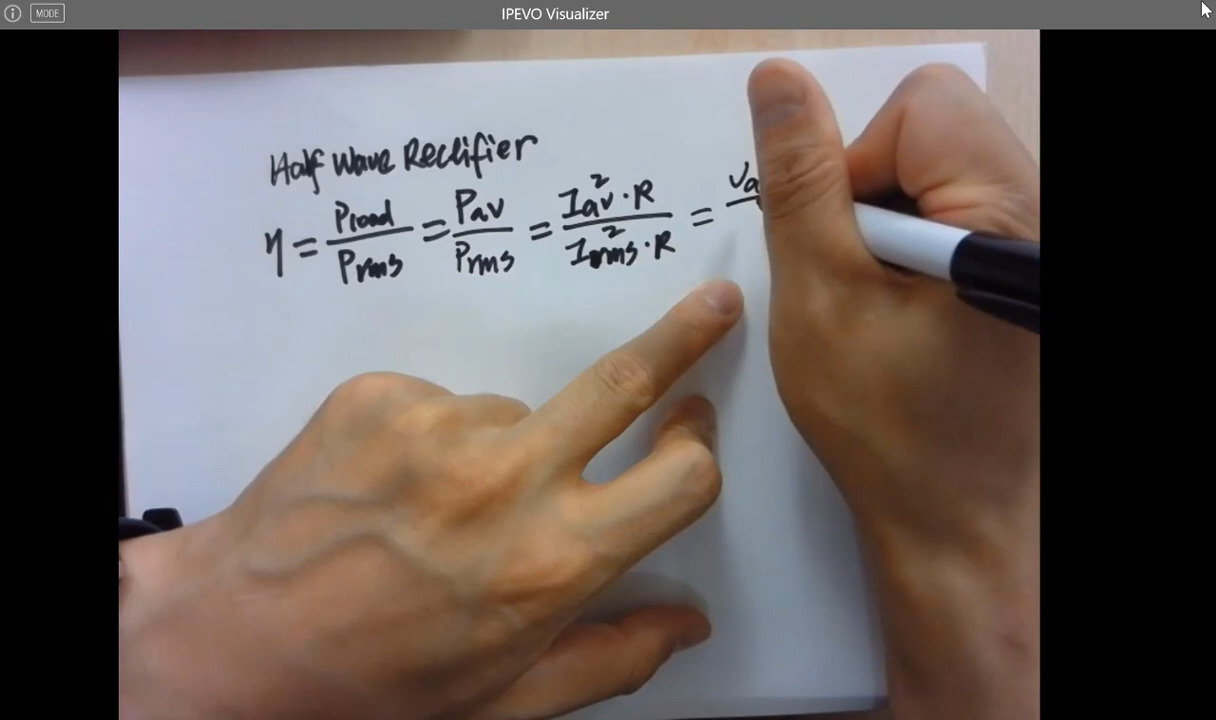 MODE
IPEVO Visualizer
Half Wave Rectifier
η = Pload/Prms = Pav/Prms = Iav²·R/Irms²·R =